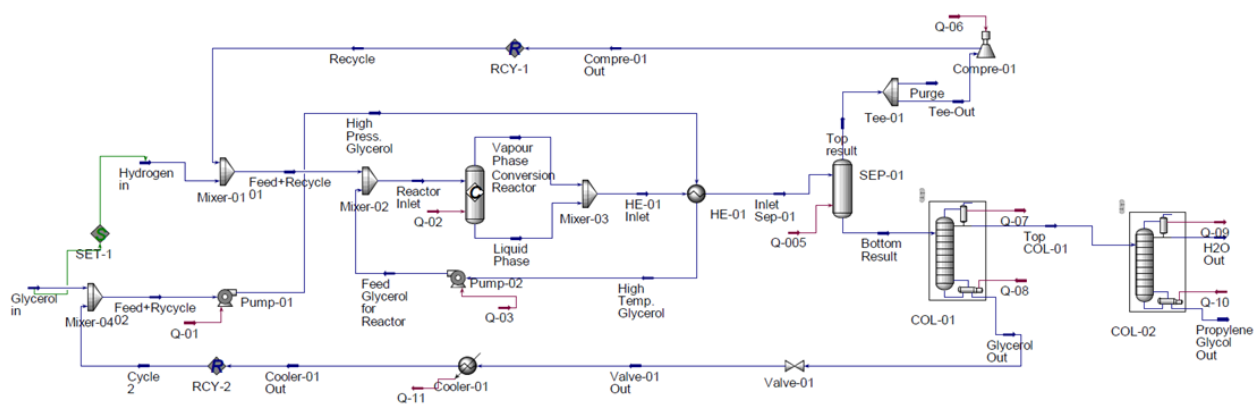 Q-06
Recycle
RCY-1
Compre-01
Out
Compre-01
Purge
Tee-01
Tee-Out
High
Press.
Glycerol
Vapour
Phase
Conversion
Reactor
Top
result
SEP-01
Hydrogen
in
Mixer-01
Feed+Recycle
01
Mixer-02
Reactor
Inlet
C
Q-02
Mixer-03
HE-01
Inlet
HE-01
Inlet
Sep-01
Q-005
Liquid
Phase
Bottom
Result
Q-07
Top
COL-01
Q-09
H2O
Out
S
SET-1
Glycerol
in
Mixer-04
Feed+Rycycle
02
Pump-01
Q-01
Feed
Glycerol
for
Reactor
Pump-02
Q-03
High
Temp.
Glycerol
COL-01
Q-08
Glycerol
Out
COL-02
Q-10
Propylene
Glycol
Out
Cycle
2
R
RCY-2
Cooler-01
Out
Q-11
Cooler-01
Valve-01
Out
Valve-01